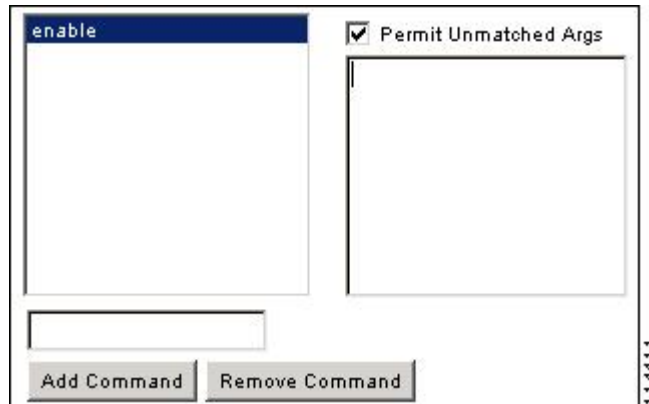 enable
Permit Unmatched Args
Add Command
Remove Command